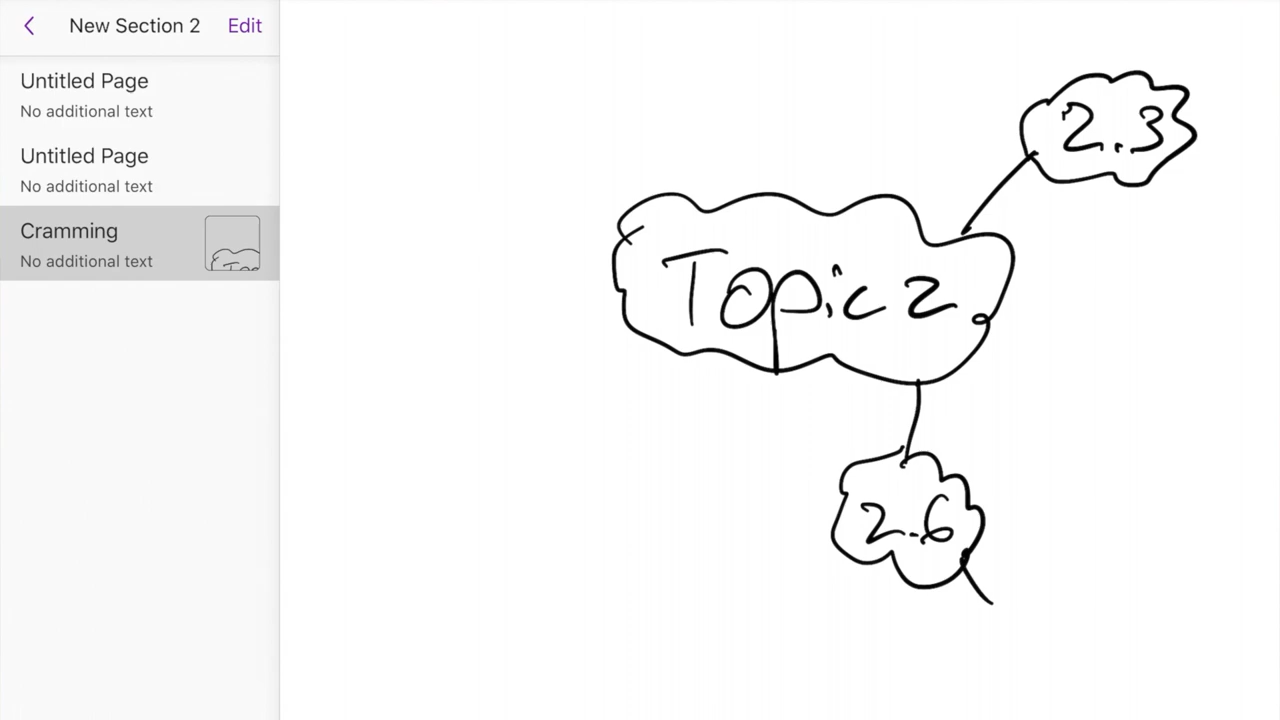 New Section 2
Edit
Untitled Page
No additional text
Untitled Page
No additional text
Cramming
No additional text
2.3
Topic 2
2.6